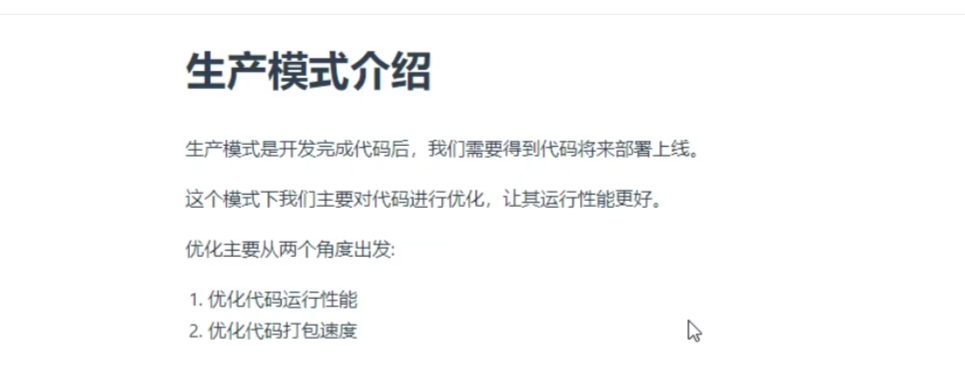 生产模式介绍
生产模式是开发完成代码后，我们需要得到代码将来部署上线。
这个模式下我们主要对代码进行优化，让其运行性能更好。
优化主要从两个角度出发:
1. 优化代码运行性能
2. 优化代码打包速度